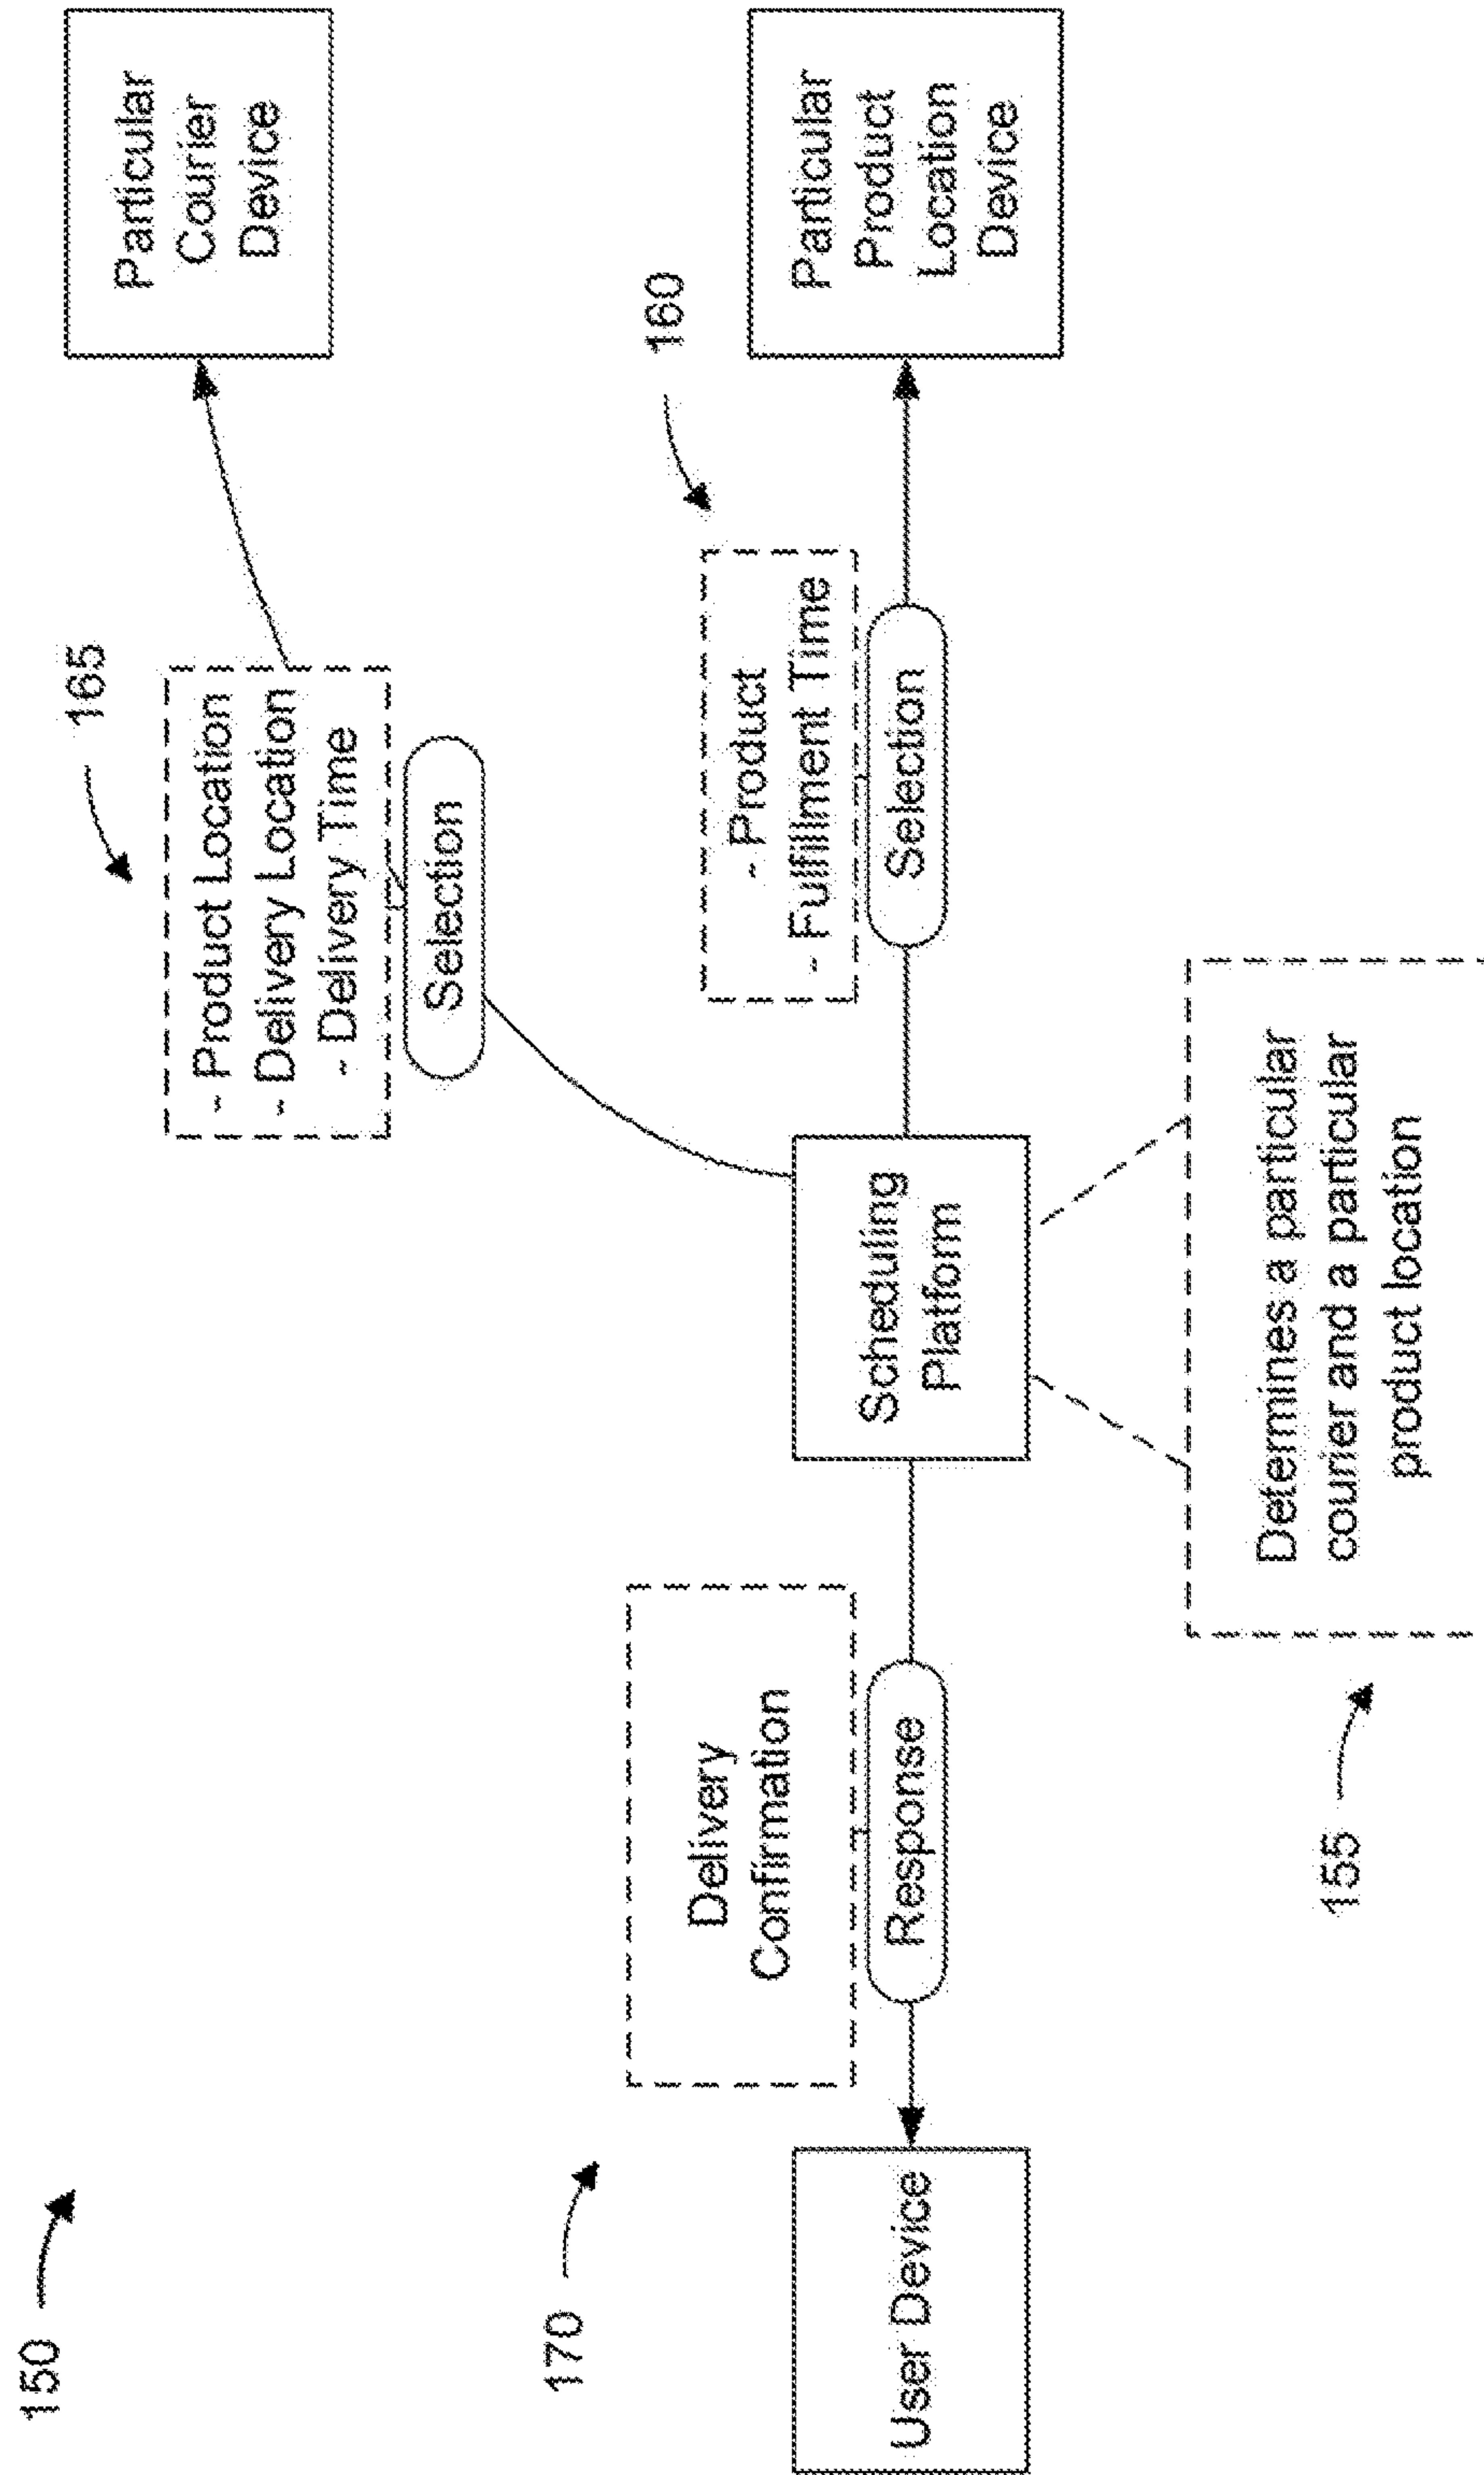 150
165
- Product Location
- Delivery Location
- Delivery Time
Selection
Particular
Courier
Device
170
Delivery
Confirmation
Response
User Device
Scheduling
Platform
160
- Product
- Fulfillment Time
Selection
Particular
Product
Location
Device
155
Determines a particular
courier and a particular
product location